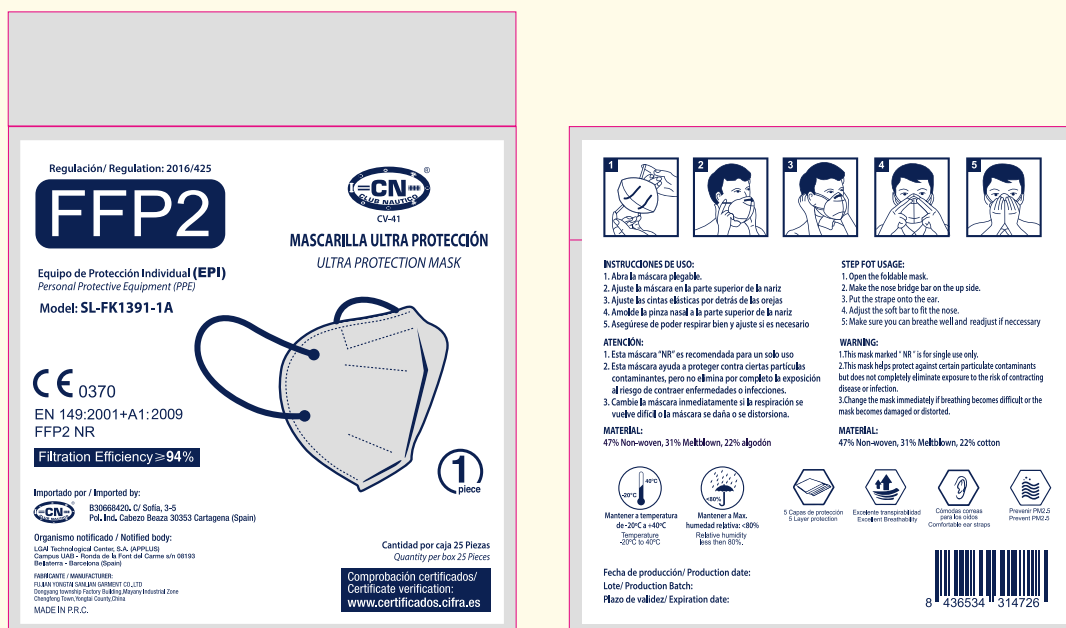 Regulación/ Regulation: 2016/425
FFP2
CN ®
CLUB NAUTICO
CV-41
MASCARILLA ULTRA PROTECCIÓN
ULTRA PROTECTION MASK
Equipo de Protección Individual (EPI)
Personal Protective Equipment (PPE)
Model: SL-FK1391-1A
CE 0370
EN 149:2001+A1:2009
FFP2 NR
Filtration Efficiency≥94%
1
piece
Importado por / Imported by:
CN
CLUB NAUTICO
B30668420. C/ Sofía, 3-5
Pol. Ind. Cabezo Beaza 30353 Cartagena (Spain)
Organismo notificado / Notified body:
LGAI Technological Center, S.A. (APPLUS)
Campus UAB - Ronda de la Font del Carme s/n 08193
Bellaterra - Barcelona (Spain)
FABRICANTE / MANUFACTURER:
FUJIAN YONGTAI SANLIAN GARMENT CO.,LTD
Dongyang township Factory Building,Mayany Industrial Zone
Chengfeng Town,Yongtai County,China
MADE IN P.R.C.
Cantidad por caja 25 Piezas
Quantity per box 25 Pieces
Comprobación certificados/
Certificate verification:
www.certificados.cifra.es
1
2
3
4
5
INSTRUCCIONES DE USO:
1. Abra la máscara plegable.
2. Ajuste la máscara en la parte superior de la nariz
3. Ajuste las cintas elásticas por detrás de las orejas
4. Amolde la pinza nasal a la parte superior de la nariz
5. Asegúrese de poder respirar bien y ajuste si es necesario
ATENCIÓN:
1. Esta máscara "NR" es recomendada para un solo uso
2. Esta máscara ayuda a proteger contra ciertas partículas
contaminantes, pero no elimina por completo la exposición
al riesgo de contraer enfermedades o infecciones.
3. Cambie la máscara inmediatamente si la respiración se
vuelve difícil o la máscara se daña o se distorsiona.
MATERIAL:
47% Non-woven, 31% Meltblown, 22% algodón
STEP FOT USAGE:
1. Open the foldable mask.
2. Make the nose bridge bar on the up side.
3. Put the strape onto the ear.
4. Adjust the soft bar to fit the nose.
5: Make sure you can breathe well and readjust if neccessary
WARNING:
1.This mask marked " NR " is for single use only.
2.This mask helps protect against certain particulate contaminants
but does not completely eliminate exposure to the risk of contracting
disease or infection.
3.Change the mask immediately if breathing becomes difficult or the
mask becomes damaged or distorted.
MATERIAL:
47% Non-woven, 31% Meltblown, 22% cotton
-20°C
40°C
Mantener a temperatura
de -20ºC a +40ºC
Temperature
-20°C to 40°C
<80%
Mantener a Max.
humedad relativa: <80%
Relative humidity
less then 80%.
5 Capas de protección
5 Layer protection
Excelente transpirabilidad
Excellent Breathability
Cómodas correas
para los oídos
Comfortable ear straps
Prevenir PM2.5
Prevent PM2.5
Fecha de producción/ Production date:
Lote/ Production Batch:
Plazo de validez/ Expiration date:
8 436534 314726